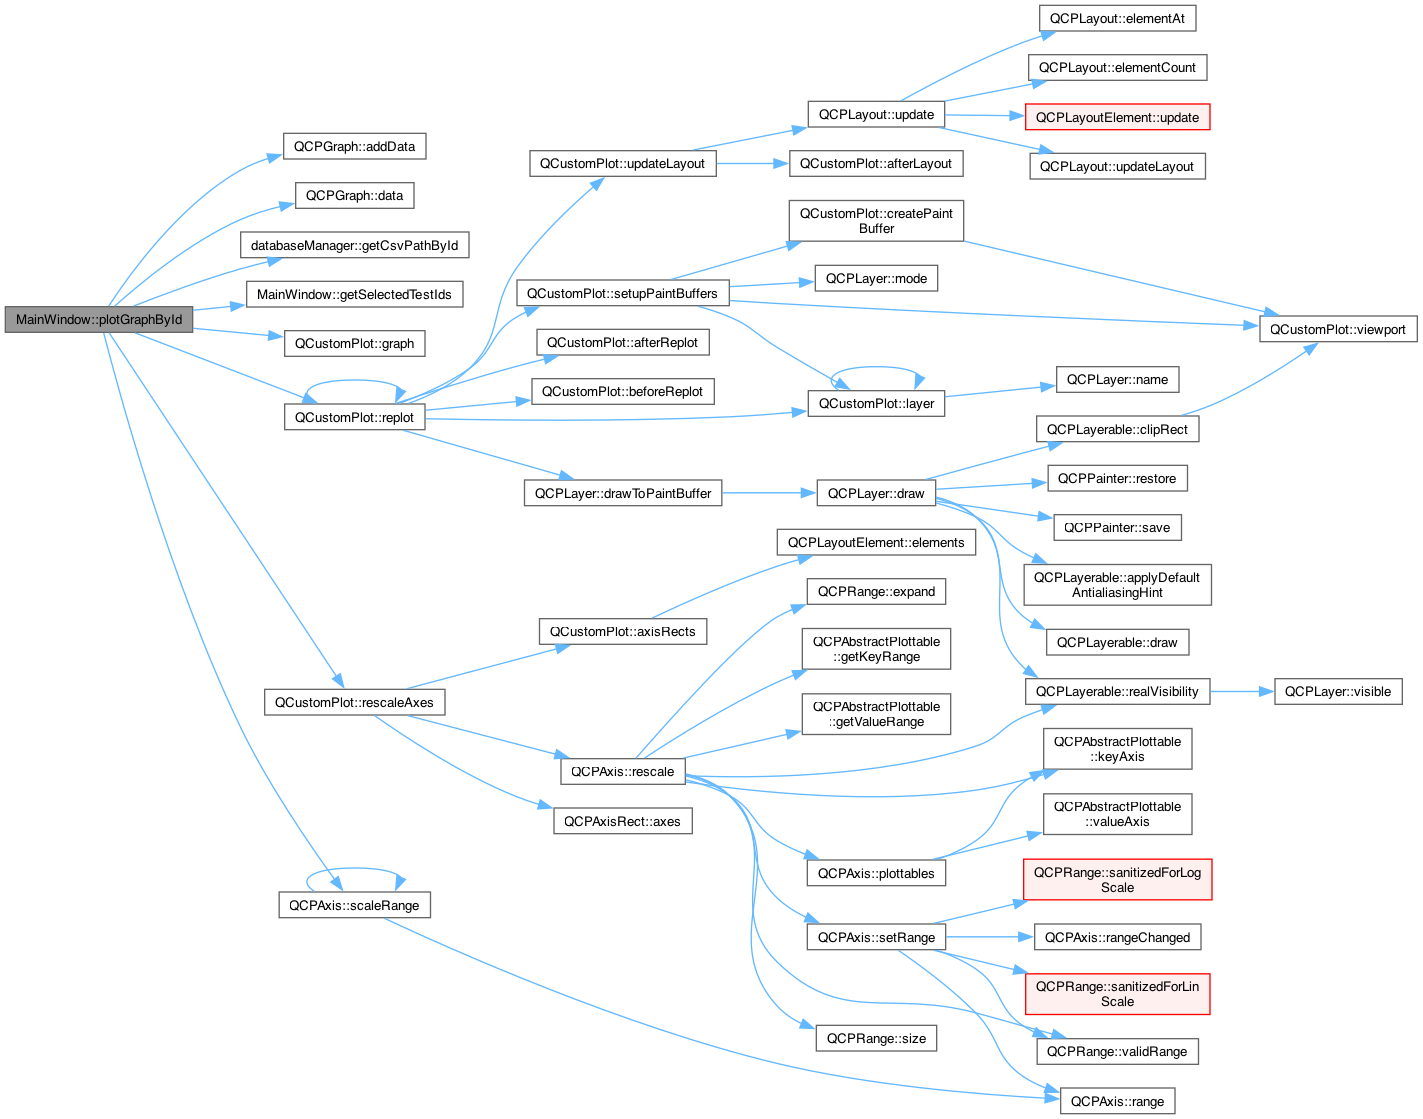 MainWindow::plotGraphById
QCPGraph::addData
QCPGraph::data
databaseManager::getCsvPathById
MainWindow::getSelectedTestIds
QCustomPlot::graph
QCustomPlot::replot
QCustomPlot::rescaleAxes
QCPAxis::scaleRange
QCustomPlot::updateLayout
QCustomPlot::setupPaintBuffers
QCustomPlot::afterReplot
QCustomPlot::beforeReplot
QCPLayer::drawToPaintBuffer
QCustomPlot::axisRects
QCPAxis::rescale
QCPAxisRect::axes
QCPLayout::update
QCustomPlot::afterLayout
QCustomPlot::createPaint
Buffer
QCPLayer::mode
QCustomPlot::layer
QCPLayer::draw
QCPLayoutElement::elements
QCPRange::expand
QCPAbstractPlottable
::getKeyRange
QCPAbstractPlottable
::getValueRange
QCPAxis::plottables
QCPAxis::setRange
QCPRange::size
QCPLayout::elementAt
QCPLayout::elementCount
QCPLayoutElement::update
QCPLayout::updateLayout
QCPLayer::name
QCPLayerable::clipRect
QCPPainter::restore
QCPPainter::save
QCPLayerable::applyDefault
AntialiasingHint
QCPLayerable::draw
QCPLayerable::realVisibility
QCPAbstractPlottable
::keyAxis
QCPAbstractPlottable
::valueAxis
QCPRange::sanitizedForLog
Scale
QCPAxis::rangeChanged
QCPRange::sanitizedForLin
Scale
QCPRange::validRange
QCPAxis::range
QCustomPlot::viewport
QCPLayer::visible